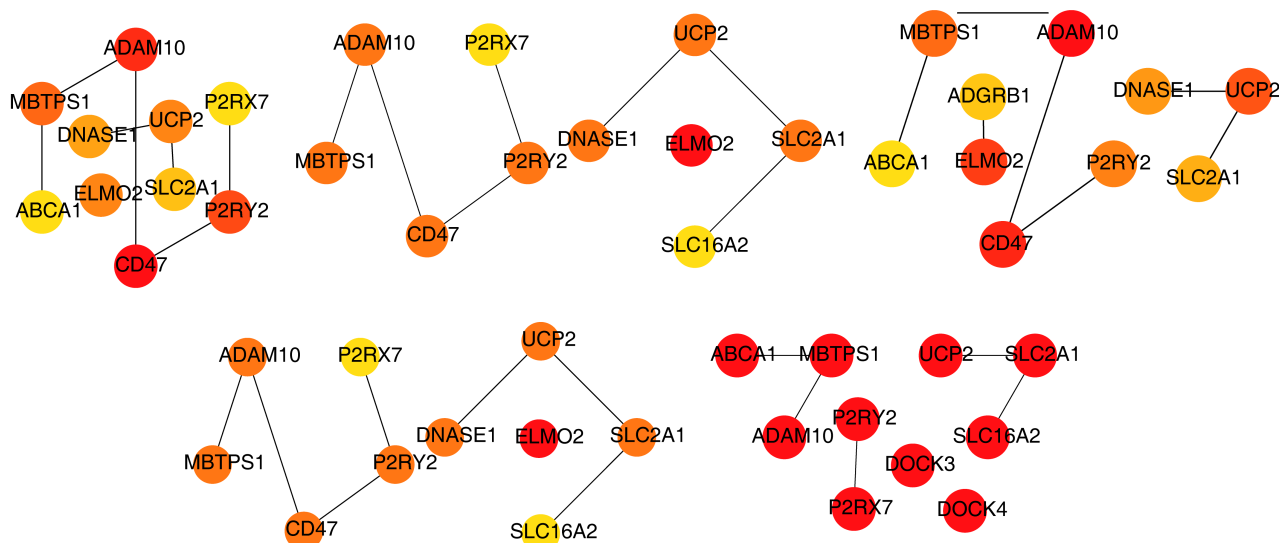 ADAM10
MBTPS1
P2RX7
DNASE1
UCP2
ELMO2
SLC2A1
ABCA1
P2RY2
CD47
ADAM10
P2RX7
MBTPS1
P2RY2
CD47
UCP2
DNASE1
ELMO2
SLC2A1
SLC16A2
MBTPS1
ADAM10
ADGRB1
ABCA1
ELMO2
P2RY2
CD47
DNASE1
UCP2
SLC2A1
ADAM10
P2RX7
MBTPS1
P2RY2
CD47
UCP2
DNASE1
ELMO2
SLC2A1
SLC16A2
ABCA1
MBTPS1
UCP2
SLC2A1
P2RY2
ADAM10
SLC16A2
DOCK3
P2RX7
DOCK4